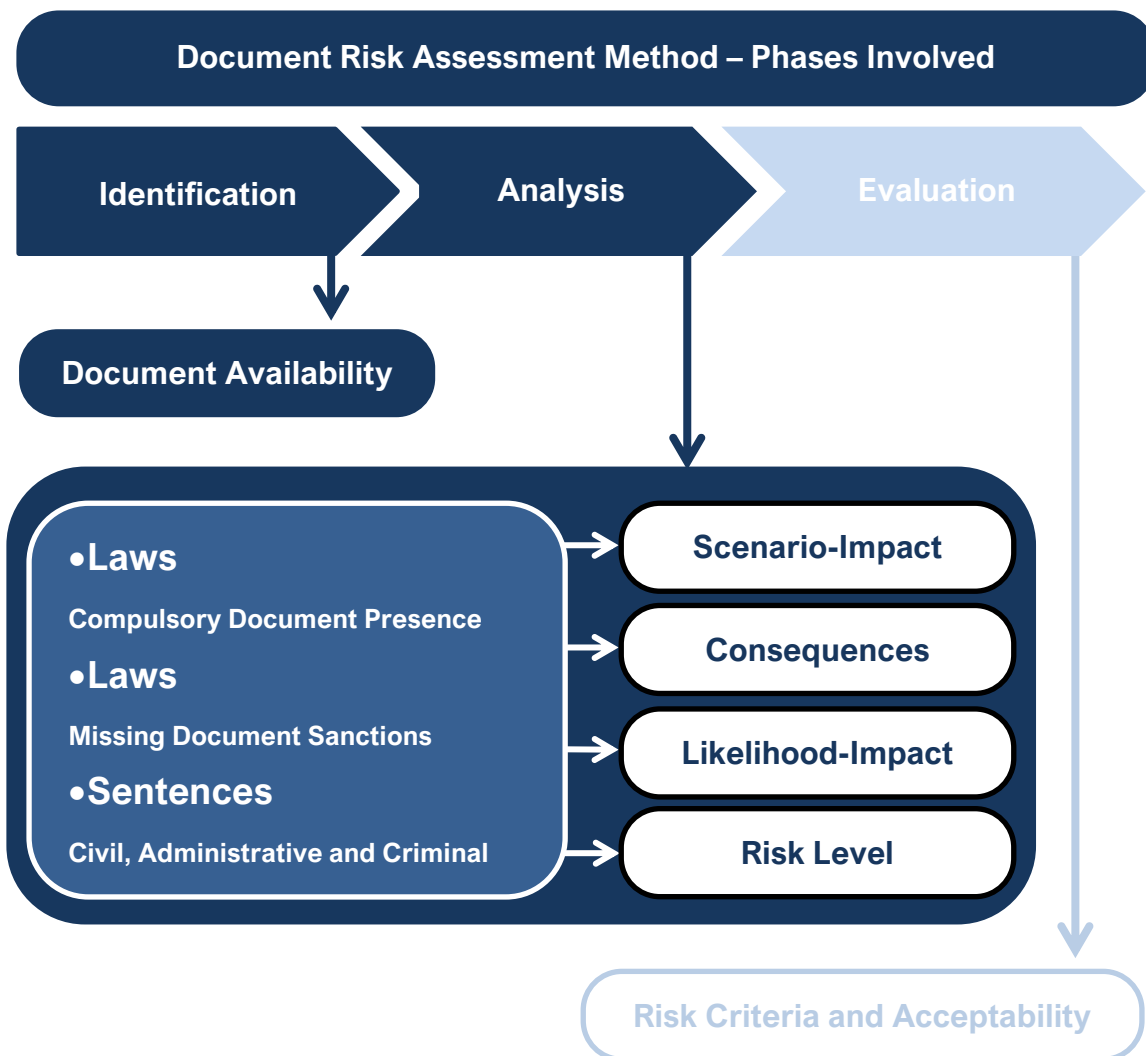 Document Risk Assessment Method – Phases Involved
Identification
Analysis
Evaluation
Document Availability
•Laws
Compulsory Document Presence
•Laws
Missing Document Sanctions
•Sentences
Civil, Administrative and Criminal
Scenario-Impact
Consequences
Likelihood-Impact
Risk Level
Risk Criteria and Acceptability